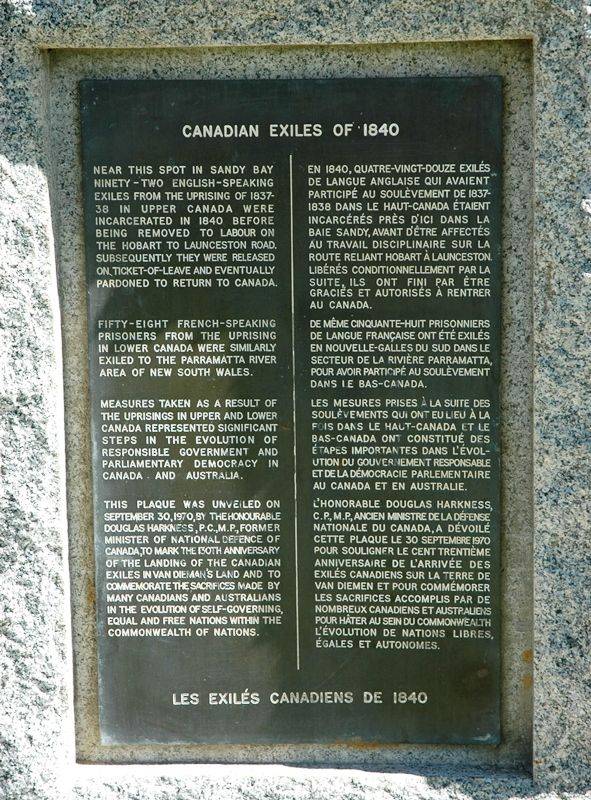 CANADIAN EXILES OF 1840
NEAR THIS SPOT IN SANDY BAY
NINETY-TWO ENGLISH-SPEAKING
EXILES FROM THE UPRISING OF 1837-
38 IN UPPER CANADA WERE
INCARCERATED IN 1840 BEFORE
BEING REMOVED TO LABOUR ON
THE HOBART TO LAUNCESTON ROAD.
SUBSEQUENTLY THEY WERE RELEASED
ON TICKET-OF-LEAVE AND EVENTUALLY
PARDONED TO RETURN TO CANADA.
FIFTY-EIGHT FRENCH-SPEAKING
PRISONERS FROM THE UPRISING
IN LOWER CANADA WERE SIMILARLY
EXILED TO THE PARRAMATTA RIVER
AREA OF NEW SOUTH WALES.
MEASURES TAKEN AS A RESULT OF
THE UPRISINGS IN UPPER AND LOWER
CANADA REPRESENTED SIGNIFICANT
STEPS IN THE EVOLUTION OF
RESPONSIBLE GOVERNMENT AND
PARLIAMENTARY DEMOCRACY IN
CANADA AND AUSTRALIA.
THIS PLAQUE WAS UNVEILED ON
SEPTEMBER 30,1970, BY THE HONOURABLE
DOUGLAS HARKNESS, P.C., M.P., FORMER
MINISTER OF NATIONAL DEFENCE OF
CANADA, TO MARK THE 130TH ANNIVERSARY
OF THE LANDING OF THE CANADIAN
EXILES IN VAN DIEMAN'S LAND AND TO
COMMEMORATE THE SACRIFICES MADE BY
MANY CANADIANS AND AUSTRALIANS
IN THE EVOLUTION OF SELF-GOVERNING,
EQUAL AND FREE NATIONS WITHIN THE
COMMONWEALTH OF NATIONS.
EN 1840, QUATRE-VINGT-DOUZE EXILÉS
DE LANGUE ANGLAISE QUI AVAIENT
PARTICIPÉ AU SOULÈVEMENT DE 1837-
1838 DANS LE HAUT-CANADA ÉTAIENT
INCARCÉRÉS PRÈS D'ICI DANS LA
BAIE SANDY, AVANT D'ÊTRE AFFECTÉS
AU TRAVAIL DISCIPLINAIRE SUR LA
ROUTE RELIANT HOBART À LAUNCESTON.
LIBÉRÉS CONDITIONNELLEMENT PAR LA
SUITE, ILS ONT FINI PAR ÊTRE
GRACIÉS ET AUTORISÉS À RENTRER
AU CANADA.
DE MÊME CINQUANTE-HUIT PRISONNIERS
DE LANGUE FRANÇAISE ONT ÉTÉ EXILÉS
EN NOUVELLE-GALLES DU SUD DANS LE
SECTEUR DE LA RIVIÈRE PARRAMATTA,
POUR AVOIR PARTICIPÉ AU SOULÈVEMENT
DANS LE BAS-CANADA.
LES MESURES PRISES À LA SUITE DES
SOULÈVEMENTS QUI ONT EU LIEU À LA
FOIS DANS LE HAUT-CANADA ET LE
BAS-CANADA ONT CONSTITUÉ DES
ÉTAPES IMPORTANTES DANS L'ÉVOL-
UTION DU GOUVERNEMENT RESPONSABLE
ET DE LA DÉMOCRACIE PARLEMENTAIRE
AU CANADA ET EN AUSTRALIE.
L'HONORABLE DOUGLAS HARKNESS,
C.P., M.P., ANCIEN MINISTRE DE LA DÉFENSE
NATIONALE DU CANADA, A DÉVOILÉ
CETTE PLAQUE LE 30 SEPTEMBRE 1970
POUR SOULIGNER LE CENT TRENTIÈME
ANNIVERSAIRE DE L'ARRIVÉE DES
EXILÉS CANADIENS SUR LA TERRE DE
VAN DIEMEN ET POUR COMMÉMORER
LES SACRIFICES ACCOMPLIS PAR DE
NOMBREUX CANADIENS ET AUSTRALIENS
POUR HÂTER AU SEIN DU COMMONWEALTH
L'ÉVOLUTION DE NATIONS LIBRES,
ÉGALES ET AUTONOMES.
LES EXILÉS CANADIENS DE 1840